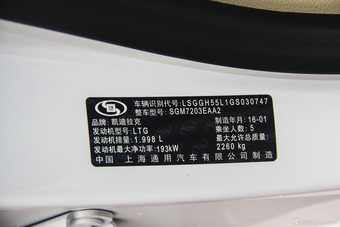 车辆识别代号: LSGGH55L1GS030747
整车型号: SGM7203EAA2
品牌: 凯迪拉克 制造年月: 16-01
发动机型号: LTG 乘坐人数: 5
发动机排量: 1.998L 最大允许总质量:
发动机最大净功率: 193kW 2260 kg
中国 上海通用汽车有限公司制造